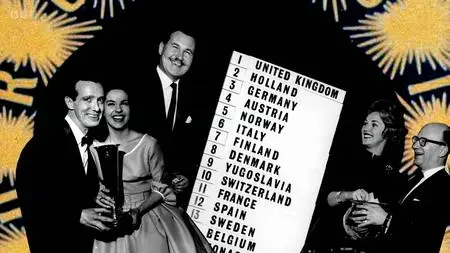 1 UNITED KINGDOM
2 HOLLAND
3 GERMANY
4 AUSTRIA
5 NORWAY
6 ITALY
7 FINLAND
8 DENMARK
9 YUGOSLAVIA
10 SWITZERLAND
11 FRANCE
12 SPAIN
13 SWEDEN
BELGIUM